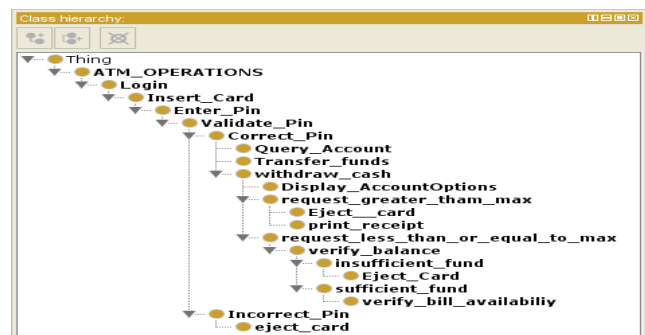 Class hierarchy:
Thing
ATM_OPERATIONS
Login
Insert_Card
Enter_Pin
Validate_Pin
Correct_Pin
Query_Account
Transfer_funds
withdraw_cash
Display_AccountOptions
request_greater_tham_max
Eject__card
print_receipt
request_less_than_or_equal_to_max
verify_balance
insufficient_fund
Eject_Card
sufficient_fund
verify_bill_availabiliy
Incorrect_Pin
eject_card